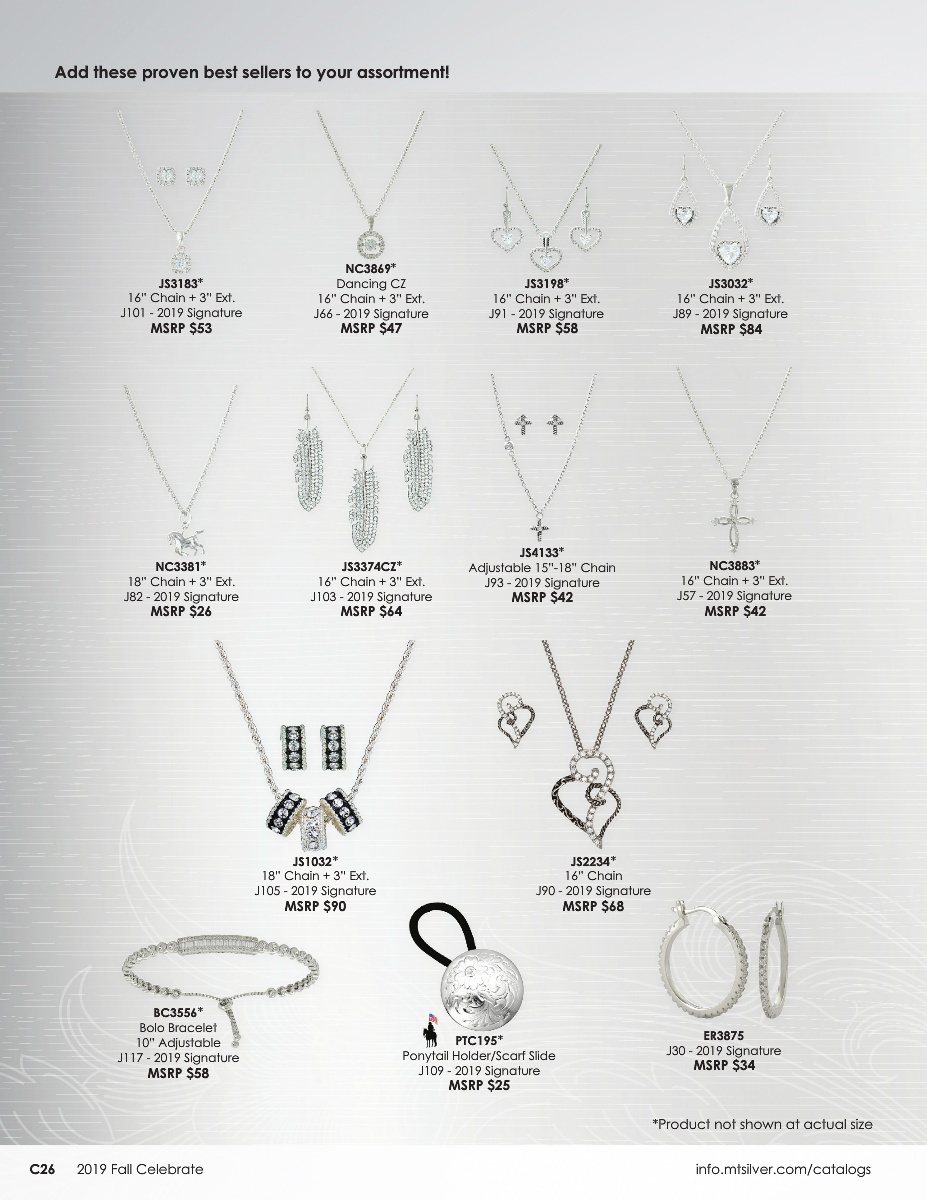 Add these proven best sellers to your assortment!
JS3183*
16" Chain + 3" Ext.
J101 - 2019 Signature
MSRP $53
NC3869*
Dancing CZ
16" Chain + 3" Ext.
J66 - 2019 Signature
MSRP $47
JS3198*
16" Chain + 3" Ext.
J91 - 2019 Signature
MSRP $58
JS3032*
16" Chain + 3" Ext.
J89 - 2019 Signature
MSRP $84
NC3381*
18" Chain + 3" Ext.
J82 - 2019 Signature
MSRP $26
JS3374CZ*
16" Chain + 3" Ext.
J103 - 2019 Signature
MSRP $64
JS4133*
Adjustable 15"-18" Chain
J93 - 2019 Signature
MSRP $42
NC3883*
16" Chain + 3" Ext.
J57 - 2019 Signature
MSRP $42
JS1032*
18" Chain + 3" Ext.
J105 - 2019 Signature
MSRP $90
JS2234*
16" Chain
J90 - 2019 Signature
MSRP $68
BC3556*
Bolo Bracelet
10" Adjustable
J117 - 2019 Signature
MSRP $58
PTC195*
Ponytail Holder/Scarf Slide
J109 - 2019 Signature
MSRP $25
ER3875
J30 - 2019 Signature
MSRP $34
*Product not shown at actual size
C26 2019 Fall Celebrate
info.mtsilver.com/catalogs